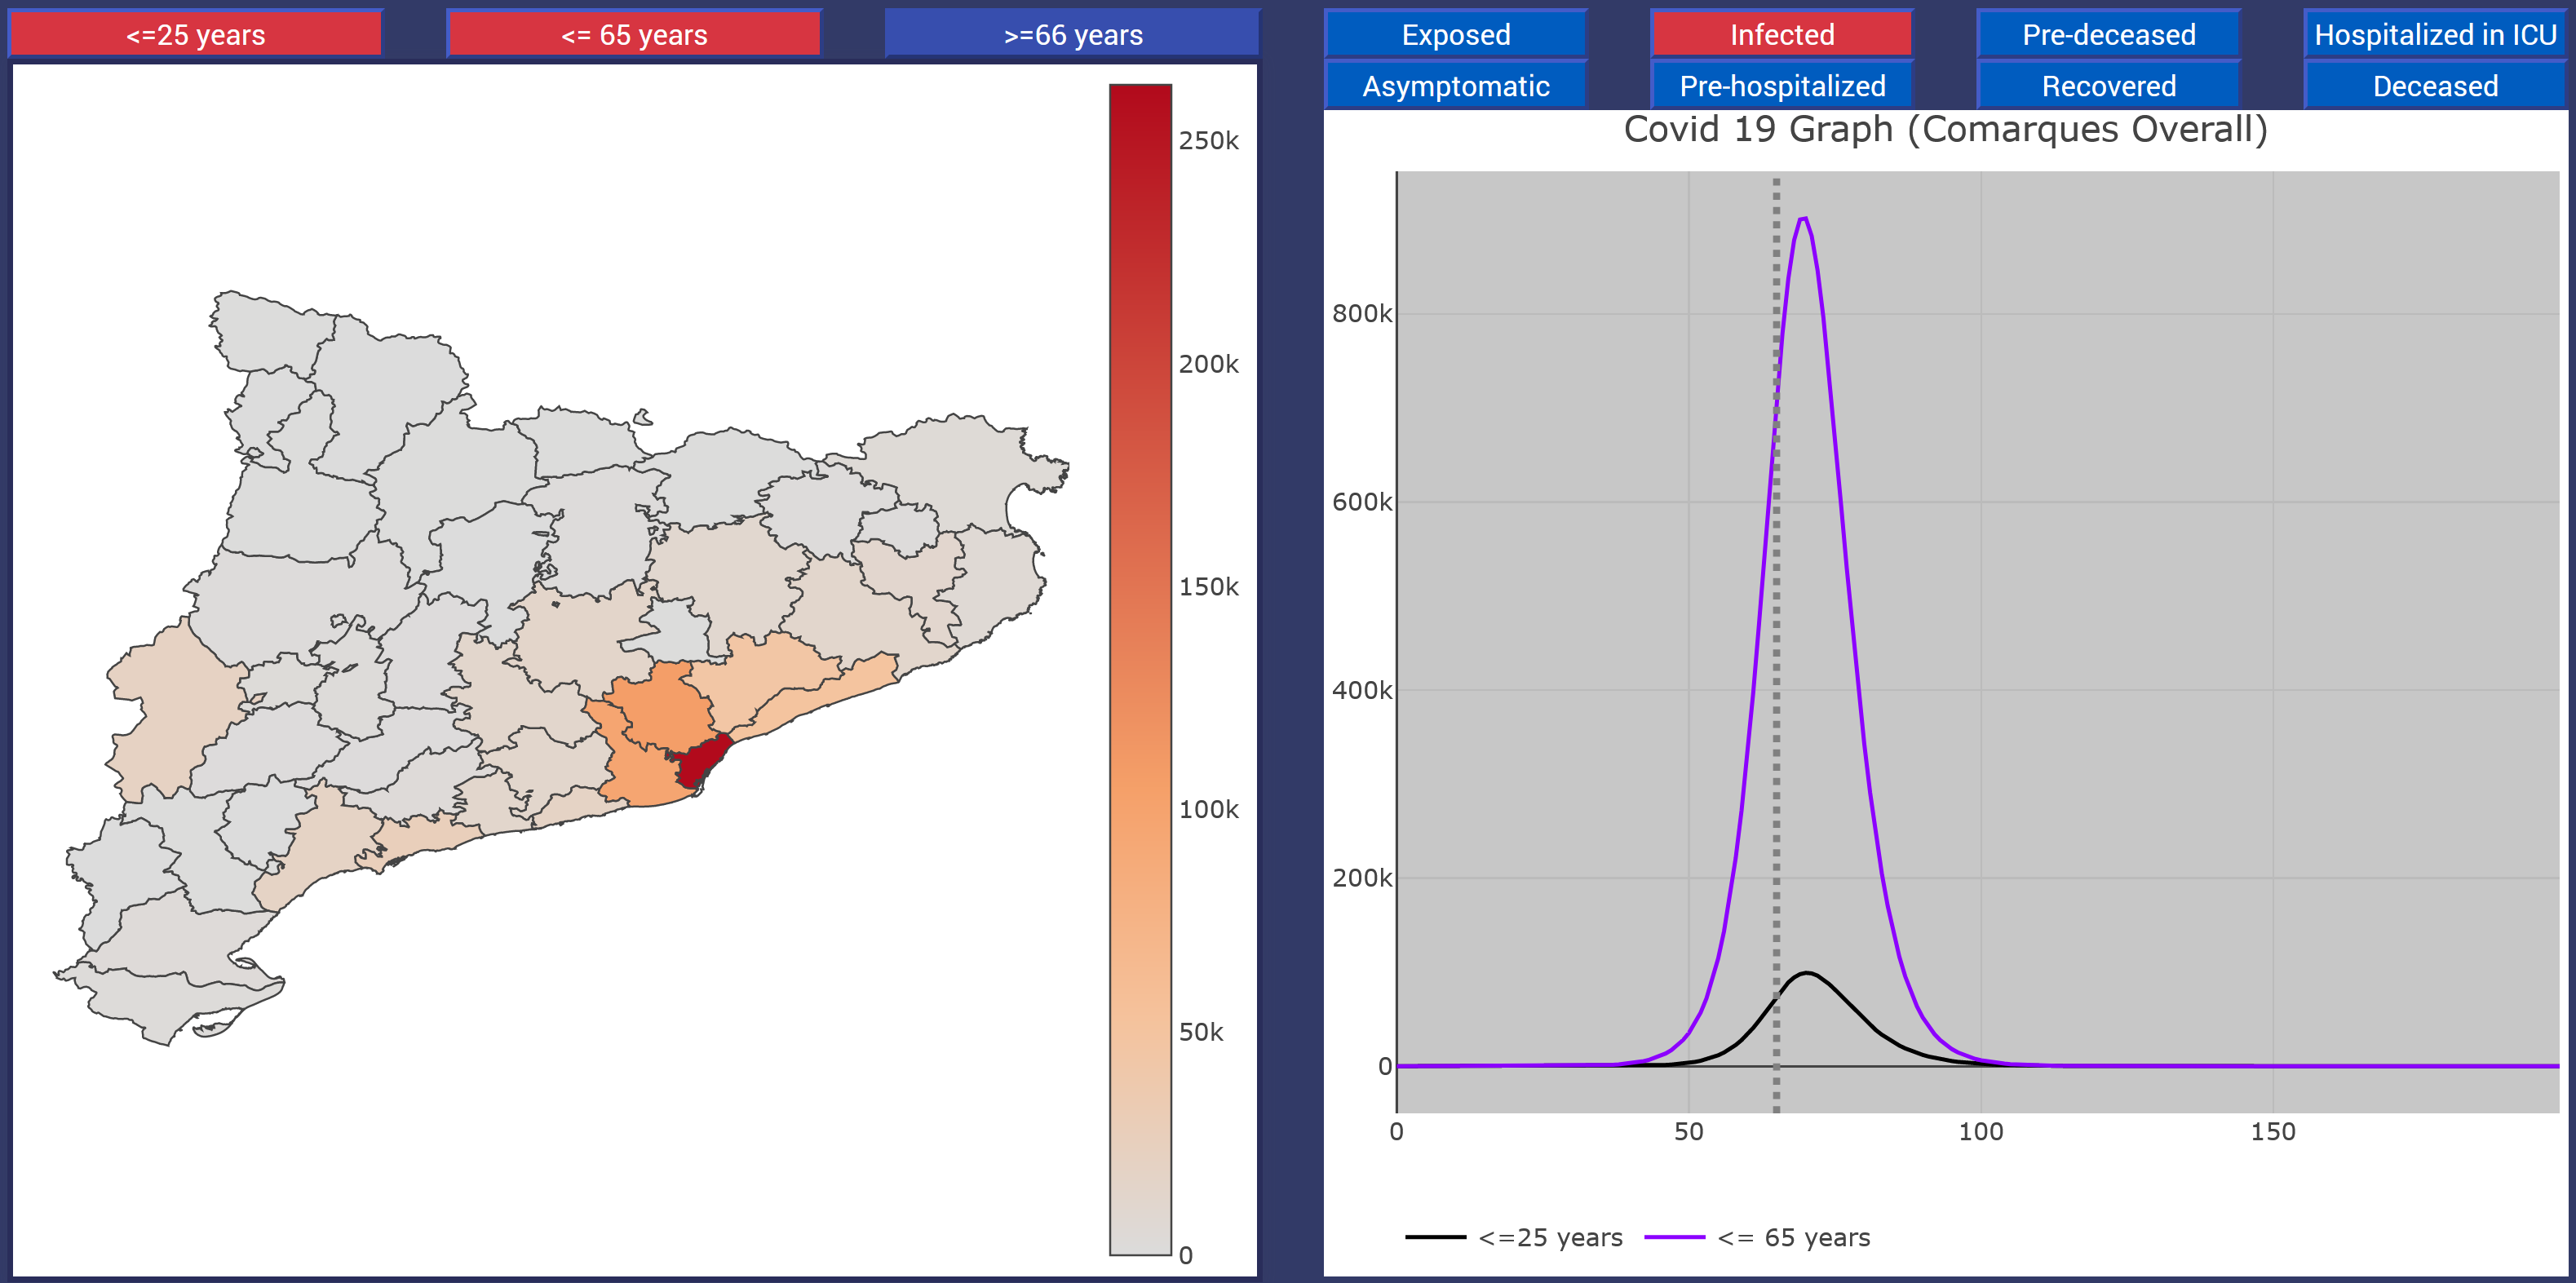 <=25 years
<= 65 years
>=66 years
250k
200k
150k
100k
50k
0
Exposed
Infected
Pre-deceased
Hospitalized in ICU
Asymptomatic
Pre-hospitalized
Recovered
Deceased
Covid 19 Graph (Comarques Overall)
800k
600k
400k
200k
0
0 50 100 150
<=25 years
<= 65 years